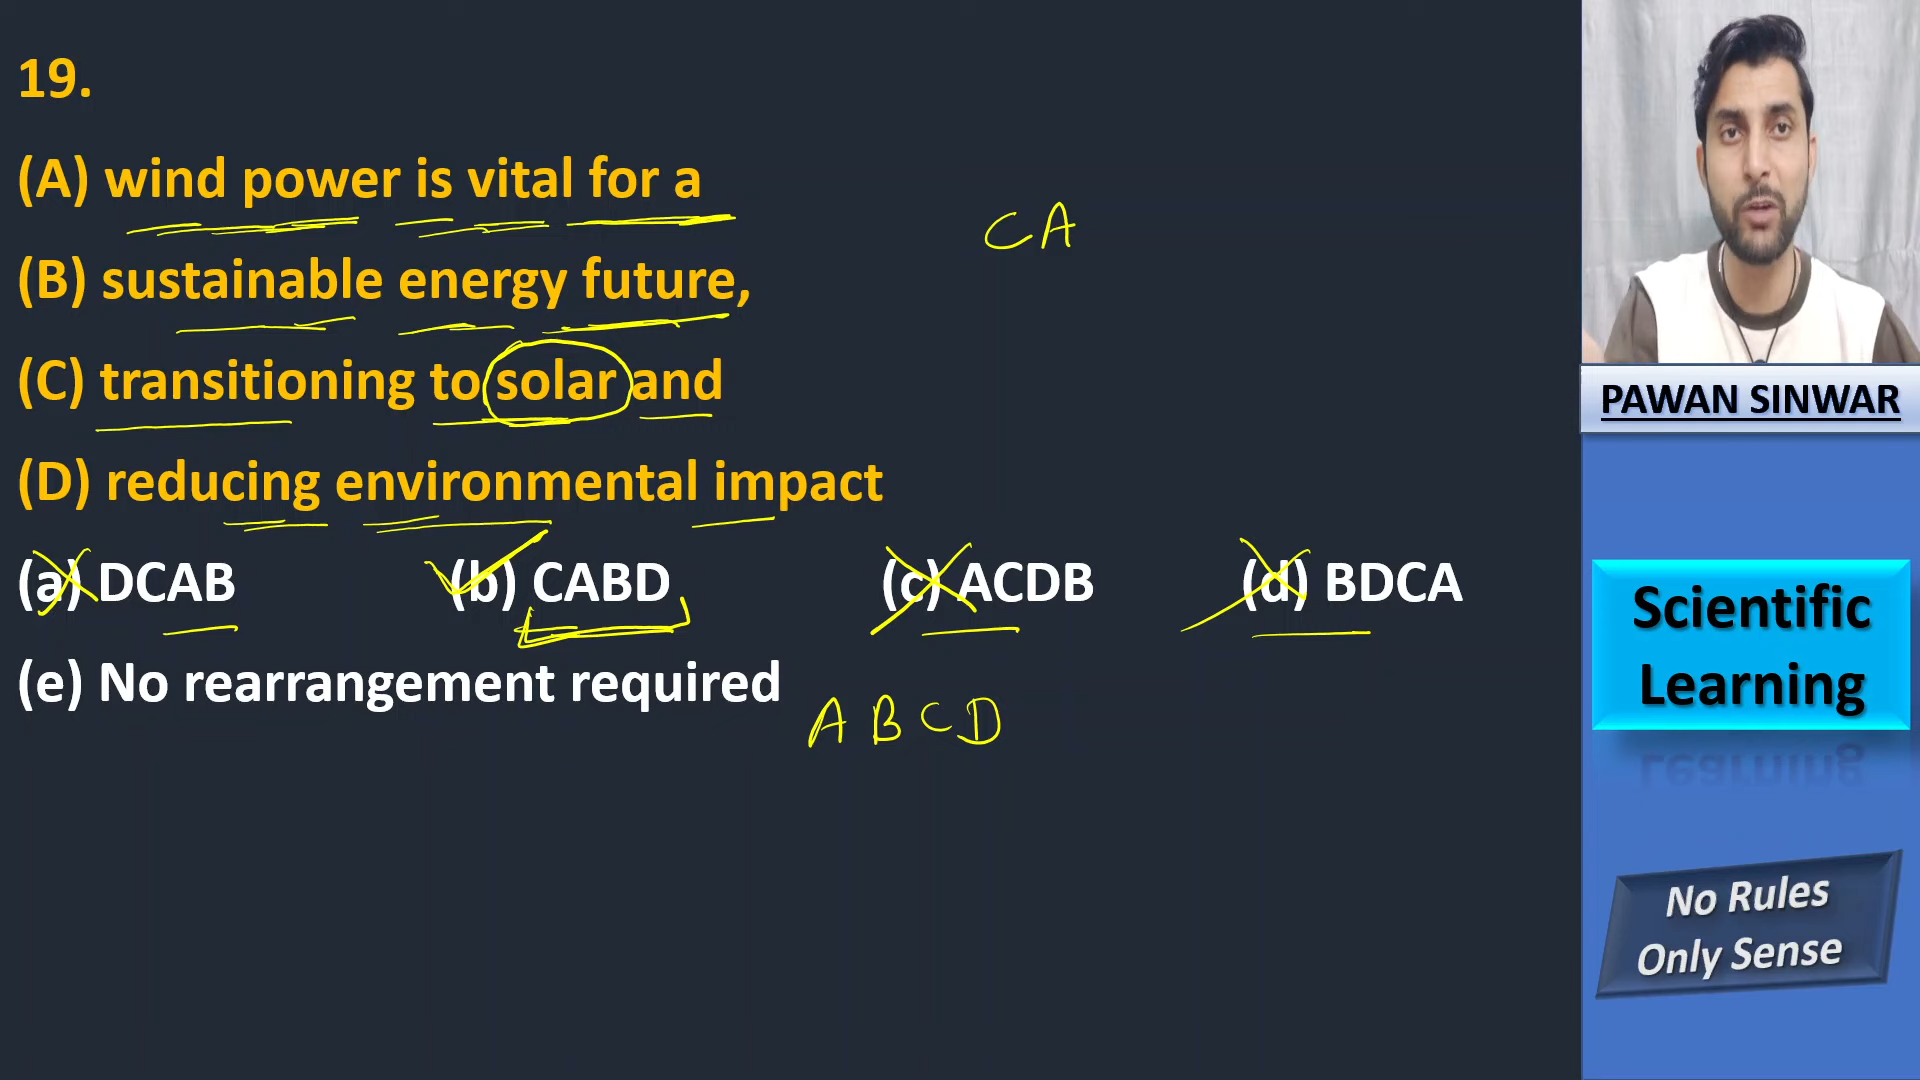 19.
(A) wind power is vital for a
(B) sustainable energy future,
(C) transitioning to solar and
(D) reducing environmental impact
(a) DCAB (b) CABD (c) ACDB (d) BDCA
(e) No rearrangement required
CA
A B C D
PAWAN SINWAR
Scientific
Learning
No Rules
Only Sense